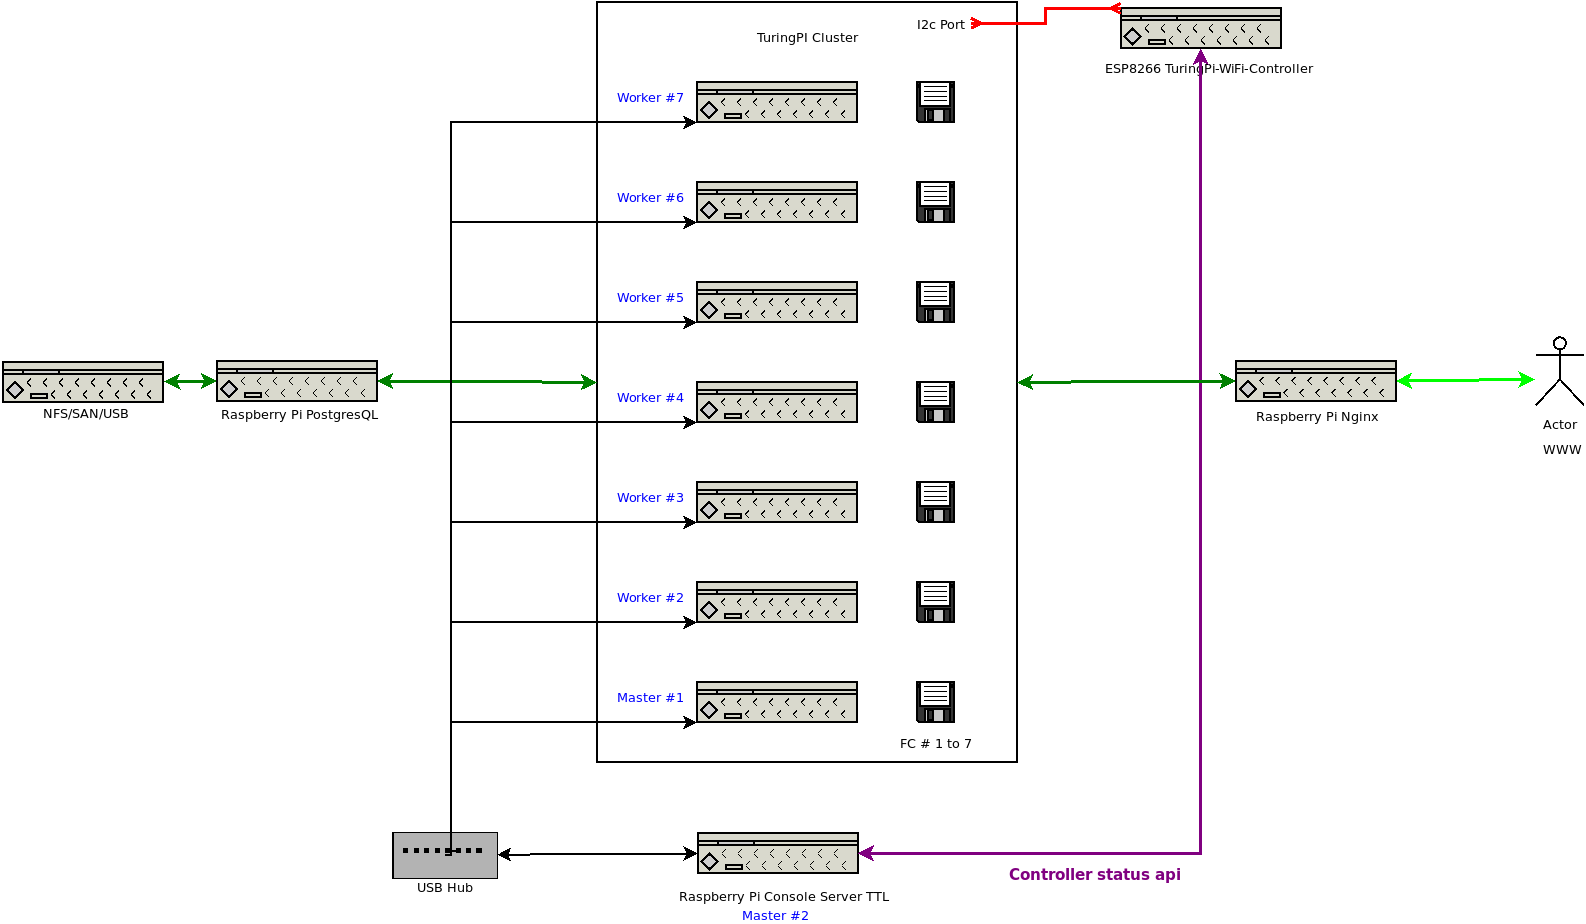 I2c Port
TuringPI Cluster
ESP8266 TuringPi-WiFi-Controller
Worker #7
Worker #6
Worker #5
Worker #4
NFS/SAN/USB
Raspberry Pi PostgresQL
Raspberry Pi Nginx
Actor
WWW
Worker #3
Worker #2
Master #1
FC # 1 to 7
Controller status api
USB Hub
Raspberry Pi Console Server TTL
Master #2